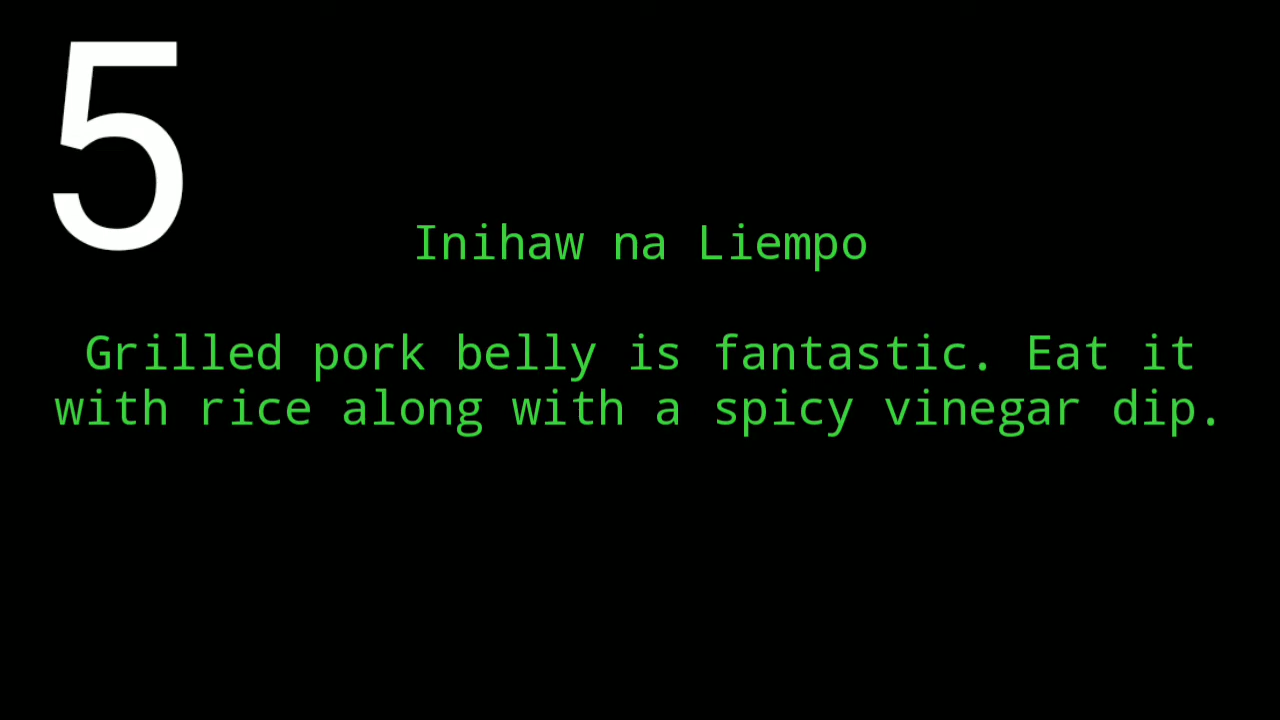 5
Inihaw na Liempo
Grilled pork belly is fantastic. Eat it
with rice along with a spicy vinegar dip.